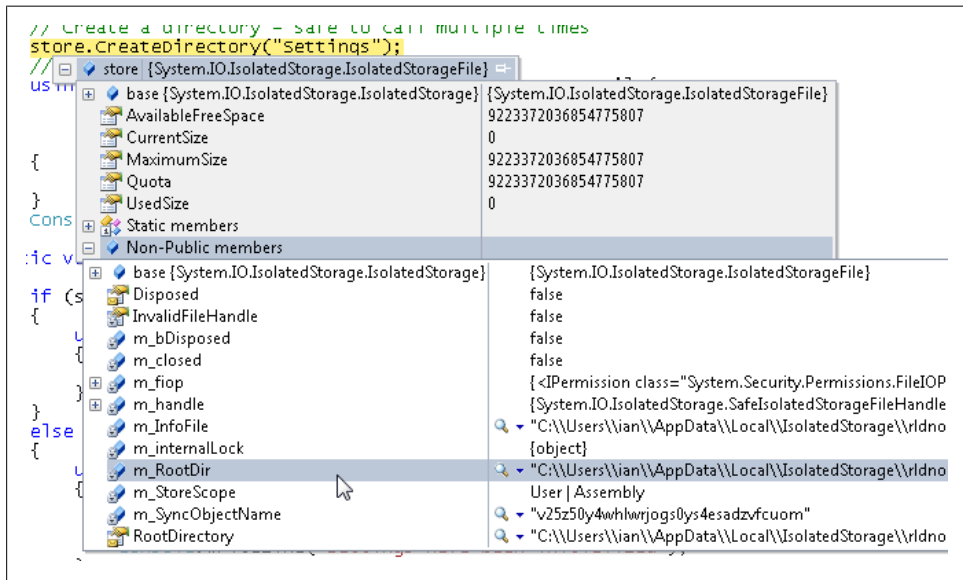 // Create a directory - safe to call multiple times
store.CreateDirectory("Settings");
//
store {System.IO.IsolatedStorage.IsolatedStorageFile}
usin
base {System.IO.IsolatedStorage.IsolatedStorage} {System.IO.IsolatedStorage.IsolatedStorageFile}
AvailableFreeSpace 9223372036854775807
CurrentSize 0
{ MaximumSize 9223372036854775807
Quota 9223372036854775807
} UsedSize 0
Cons Static members
Non-Public members
tic v
base {System.IO.IsolatedStorage.IsolatedStorage} {System.IO.IsolatedStorage.IsolatedStorageFile}
if (s Disposed false
{ InvalidFileHandle false
u m_bDisposed false
{ m_closed false
m_fiop {<IPermission class="System.Security.Permissions.FileIOP
} m_handle {System.IO.IsolatedStorage.SafeIsolatedStorageFileHandle
}
else m_InfoFile "C:\\Users\\ian\\AppData\\Local\\IsolatedStorage\\rldno
{ m_internalLock {object}
u m_RootDir "C:\\Users\\ian\\AppData\\Local\\IsolatedStorage\\rldno
{ m_StoreScope User | Assembly
m_SyncObjectName "v25z50y4whlwrjogs0ys4esadzvfcuom"
RootDirectory "C:\\Users\\ian\\AppData\\Local\\IsolatedStorage\\rldno